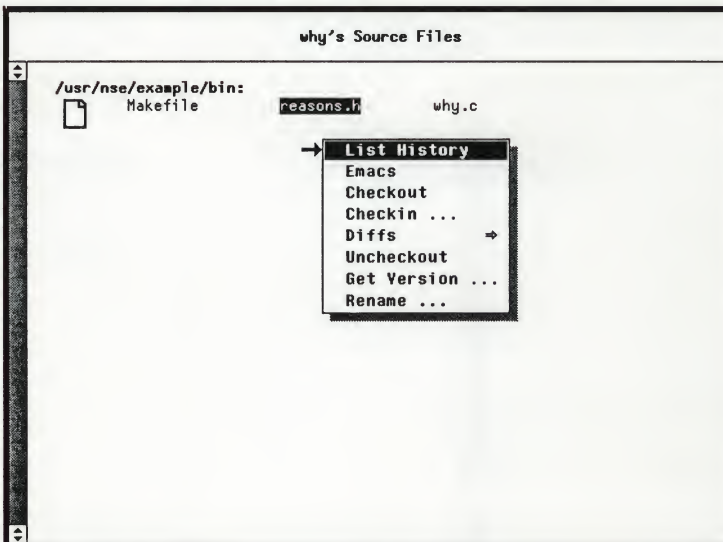 why's Source Files
/usr/nse/example/bin:
Makefile reasons.h why.c
List History
Emacs
Checkout
Checkin ...
Diffs ⇒
Uncheckout
Get Version ...
Rename ...